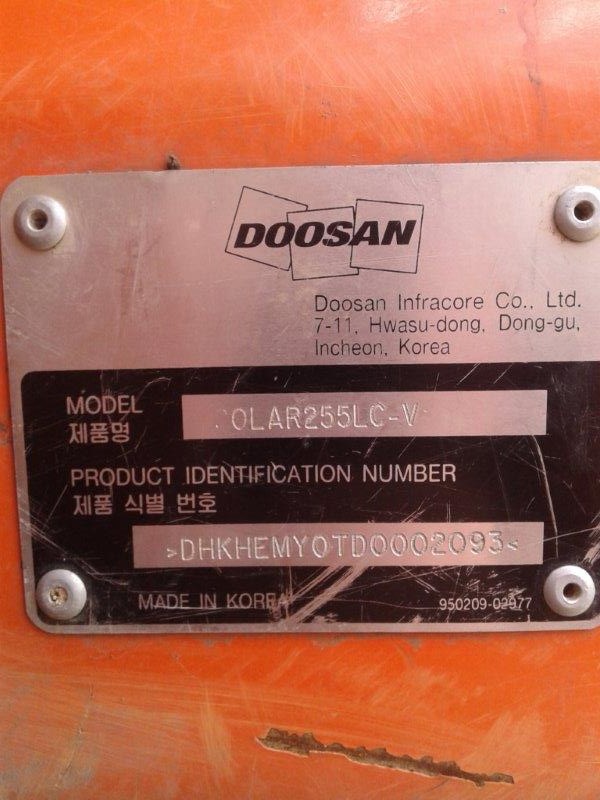 DOOSAN
Doosan Infracore Co., Ltd.
7-11, Hwasu-dong, Dong-gu,
Incheon, Korea
MODEL
제품명
OLAR255LC-V
PRODUCT IDENTIFICATION NUMBER
제품 식별 번호
>DHKHEMY0TD0002093<
MADE IN KOREA
950209-02977